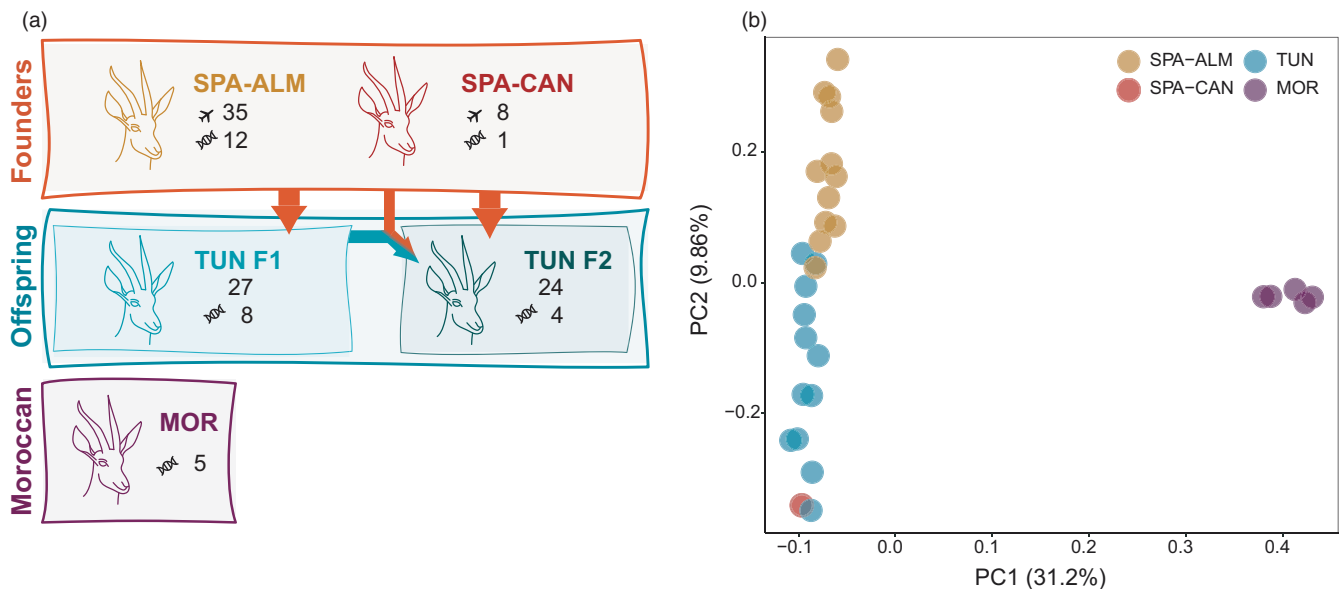 (a)
Founders
SPA-ALM
35
12
SPA-CAN
8
1
Offspring
TUN F1
27
8
TUN F2
24
4
Moroccan
MOR
5
(b)
SPA−ALM
SPA−CAN
TUN
MOR
PC2 (9.86%)
0.2
0.0
−0.2
−0.1
0.0
0.1
0.2
0.3
0.4
PC1 (31.2%)